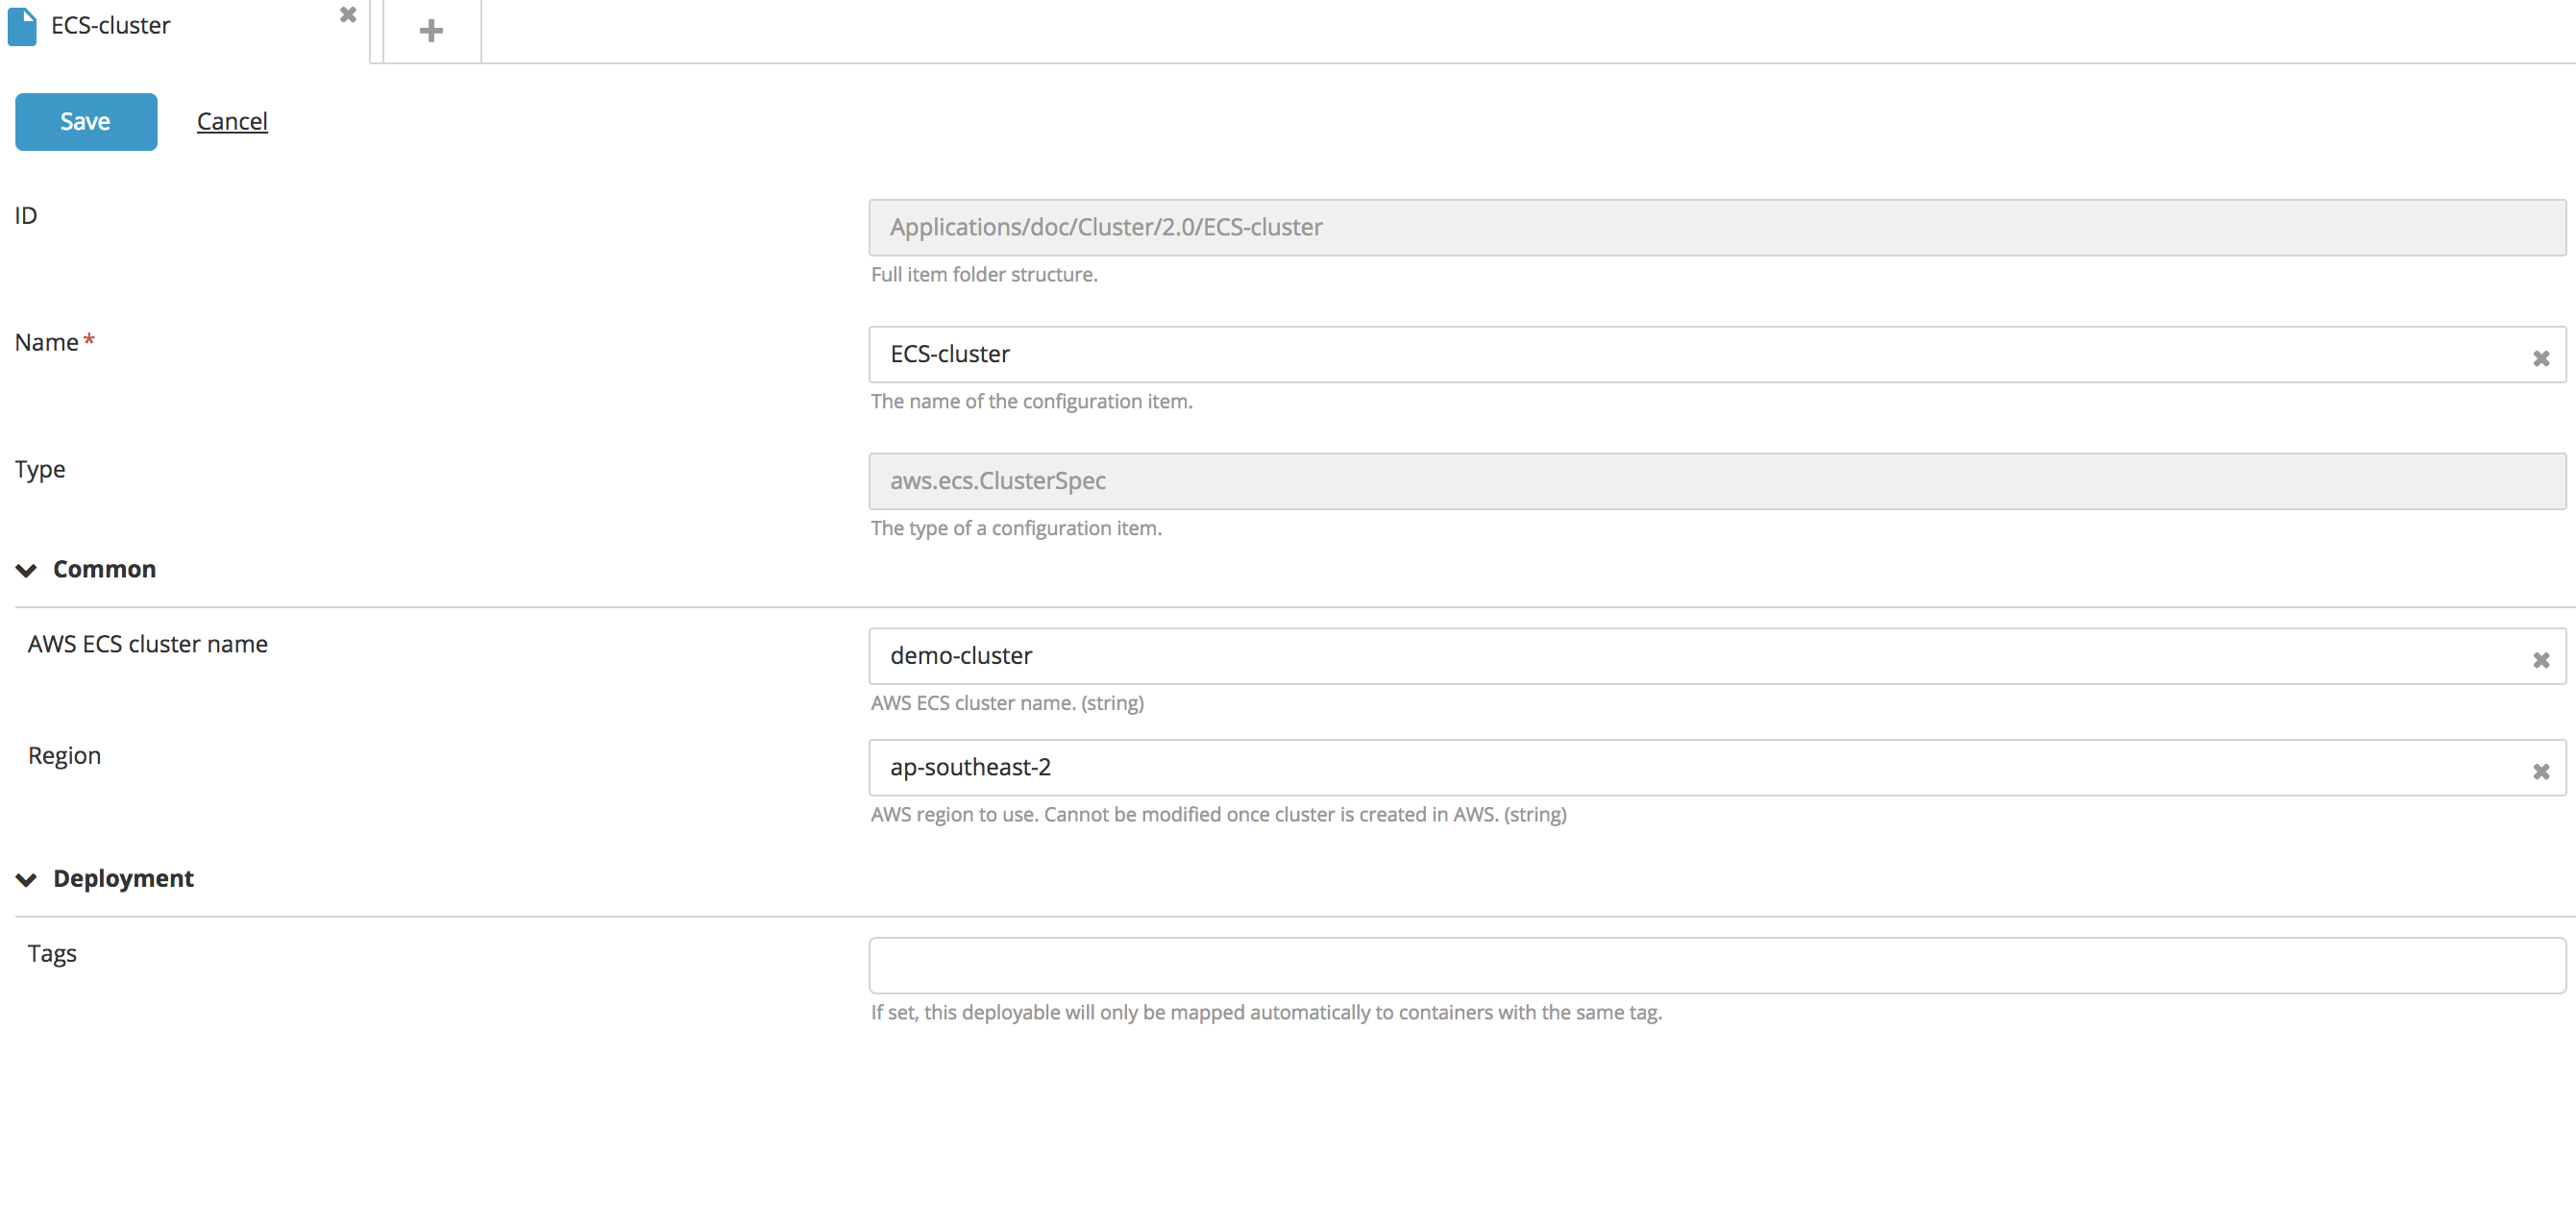 ECS-cluster
Save Cancel
ID
Applications/doc/Cluster/2.0/ECS-cluster
Full item folder structure.
Name*
ECS-cluster
The name of the configuration item.
Type
aws.ecs.ClusterSpec
The type of a configuration item.
Common
AWS ECS cluster name
demo-cluster
AWS ECS cluster name. (string)
Region
ap-southeast-2
AWS region to use. Cannot be modified once cluster is created in AWS. (string)
Deployment
Tags
If set, this deployable will only be mapped automatically to containers with the same tag.